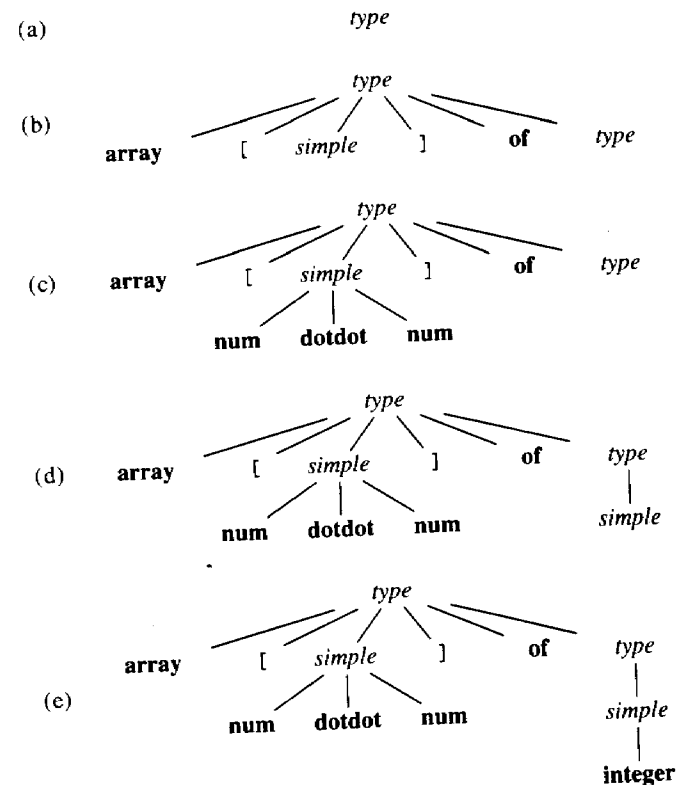 (a) type
type
(b) array [ simple ] of type
type
(c) array [ simple ] of type
num dotdot num
type
(d) array [ simple ] of type
num dotdot num simple
type
array [ simple ] of type
(e) num dotdot num simple
integer